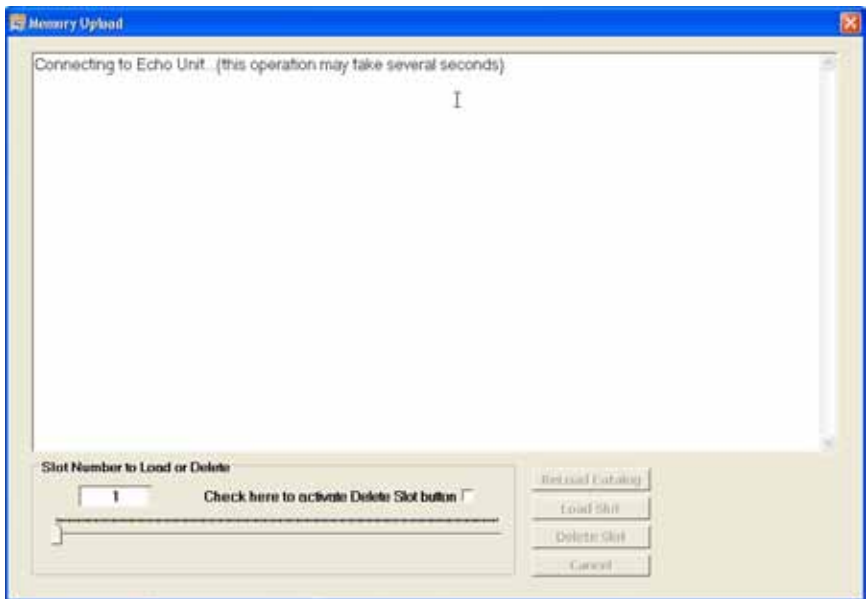 Memory Upload
Connecting to Echo Unit...(this operation may take several seconds)
Slot Number to Load or Delete
1
Check here to activate Delete Slot button
ReLoad Catalog
Load Slot
Delete Slot
Cancel